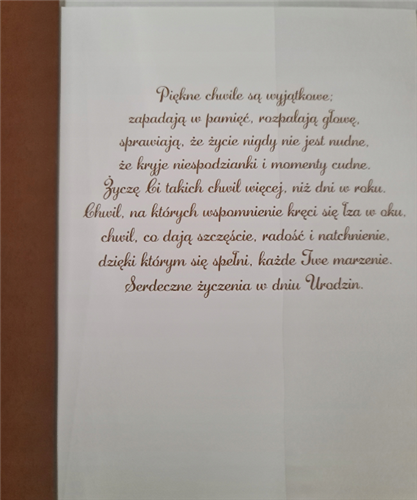 Piękne chwile są wyjątkowe;
zapadają w pamięć, rozpalają głowę,
sprawiają, że życie nigdy nie jest nudne,
że kryje niespodzianki i momenty cudne.
Życzę Ci takich chwil więcej, niż dni w roku.
Chwil, na których wspomnienie kręci się łza w oku,
chwil, co dają szczęście, radość i natchnienie,
dzięki którym się spełni, każde Twe marzenie.
Serdeczne życzenia w dniu Urodzin.